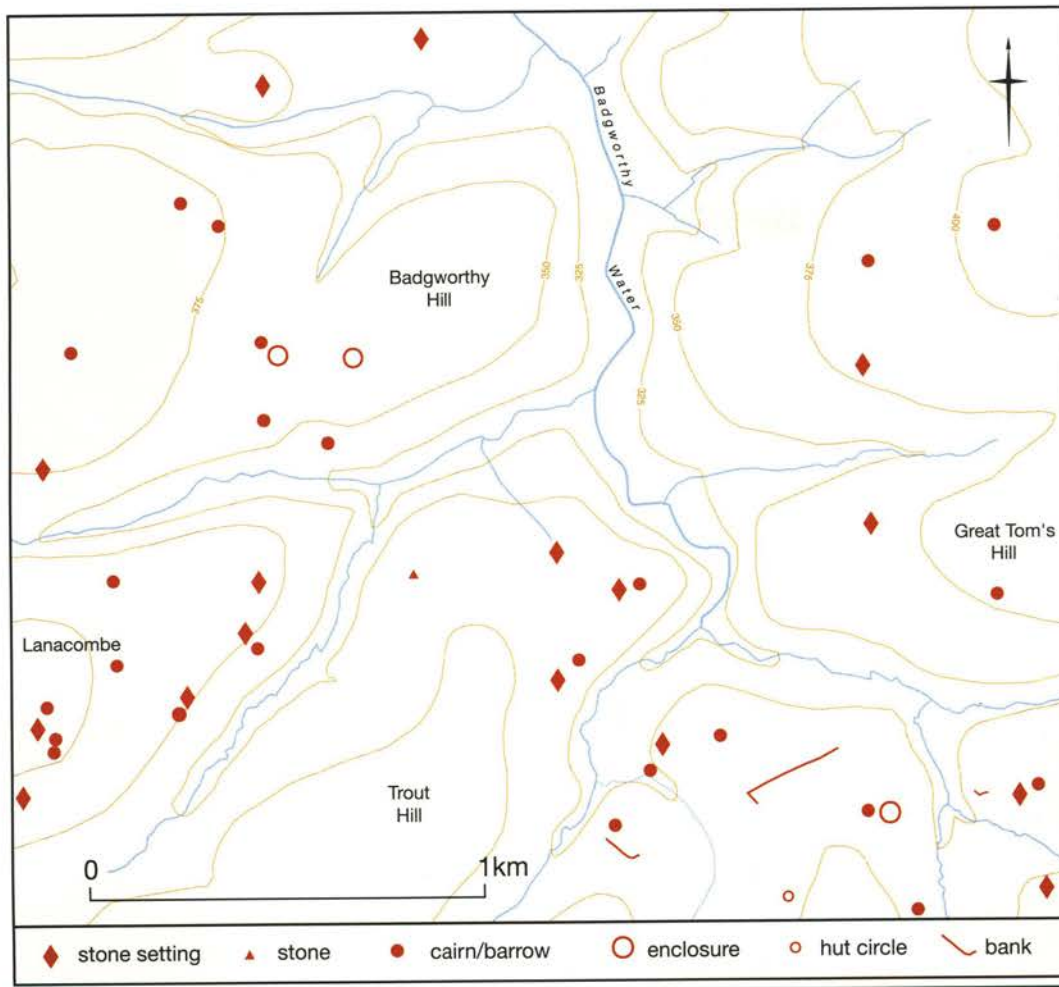 Badgworthy
Water
400
Badgworthy
Hill
350
325
375
375
350
325
Great Tom's
Hill
Lanacombe
Trout
Hill
0
1km
stone setting
stone
cairn/barrow
enclosure
hut circle
bank